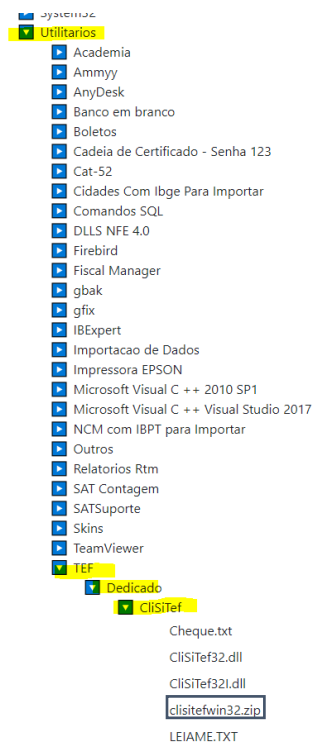 System32
Utilitarios
Academia
Ammyy
AnyDesk
Banco em branco
Boletos
Cadeia de Certificado - Senha 123
Cat-52
Cidades Com Ibge Para Importar
Comandos SQL
DLLS NFE 4.0
Firebird
Fiscal Manager
gbak
gfix
IBExpert
Importacao de Dados
Impressora EPSON
Microsoft Visual C ++ 2010 SP1
Microsoft Visual C ++ Visual Studio 2017
NCM com IBPT para Importar
Outros
Relatorios Rtm
SAT Contagem
SATSuporte
Skins
TeamViewer
TEF
Dedicado
CliSiTef
Cheque.txt
CliSiTef32.dll
CliSiTef32I.dll
clisitefwin32.zip
LEIAME.TXT